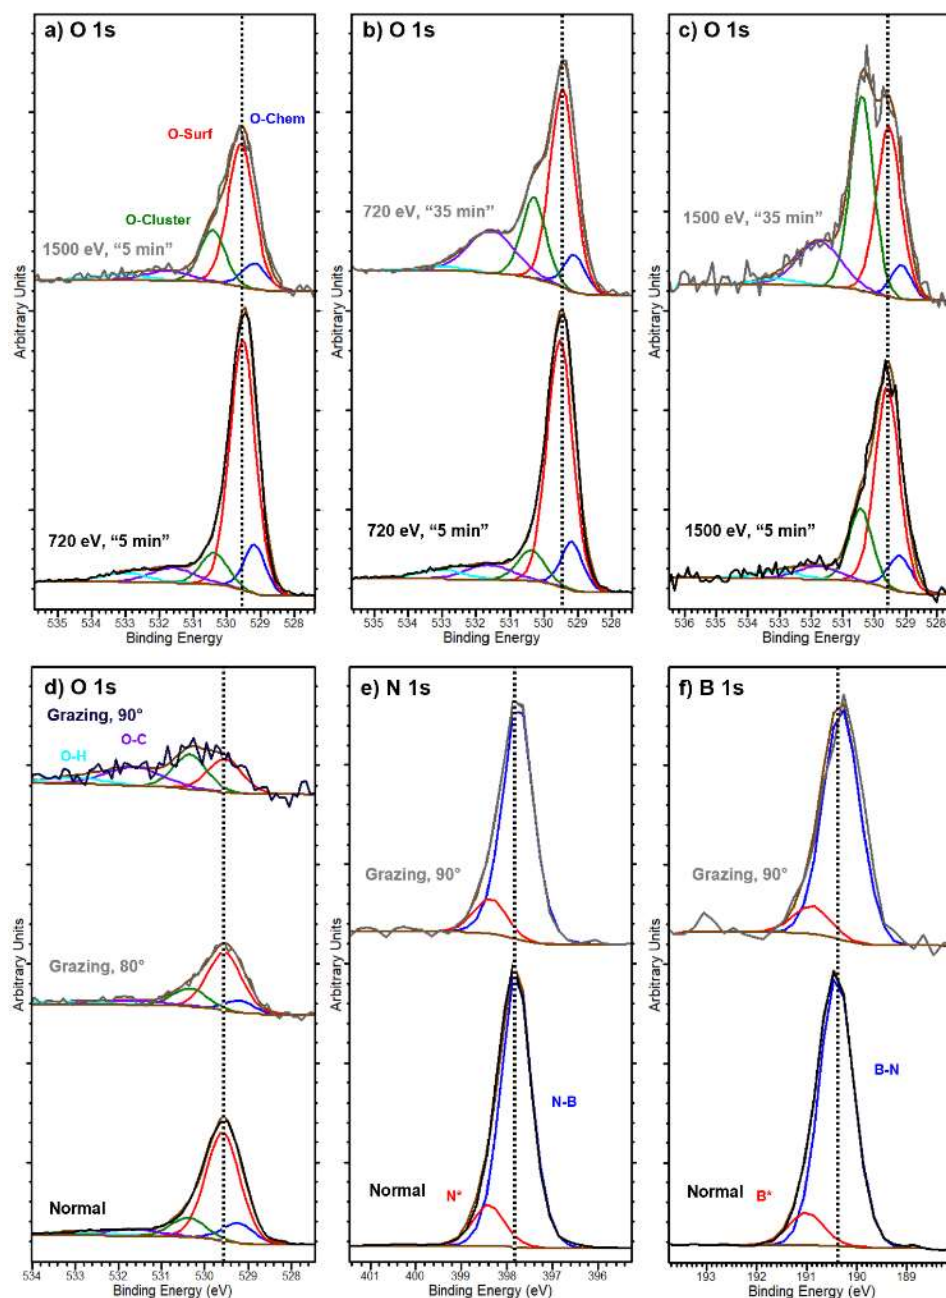 a) O 1s
O-Surf
O-Chem
O-Cluster
1500 eV, “5 min”
720 eV, “5 min”
Arbitrary Units
535 534 533 532 531 530 529 528
Binding Energy
b) O 1s
720 eV, “35 min”
720 eV, “5 min”
Arbitrary Units
535 534 533 532 531 530 529 528
Binding Energy
c) O 1s
1500 eV, “35 min”
1500 eV, “5 min”
Arbitrary Units
536 535 534 533 532 531 530 529 528
Binding Energy
d) O 1s
Grazing, 90°
O-C
O-H
Grazing, 80°
Normal
Arbitrary Units
534 533 532 531 530 529 528
Binding Energy (eV)
e) N 1s
Grazing, 90°
N-B
Normal
N*
Arbitrary Units
401 400 399 398 397 396
Binding Energy (eV)
f) B 1s
Grazing, 90°
B-N
Normal
B*
Arbitrary Units
193 192 191 190 189
Binding Energy (eV)